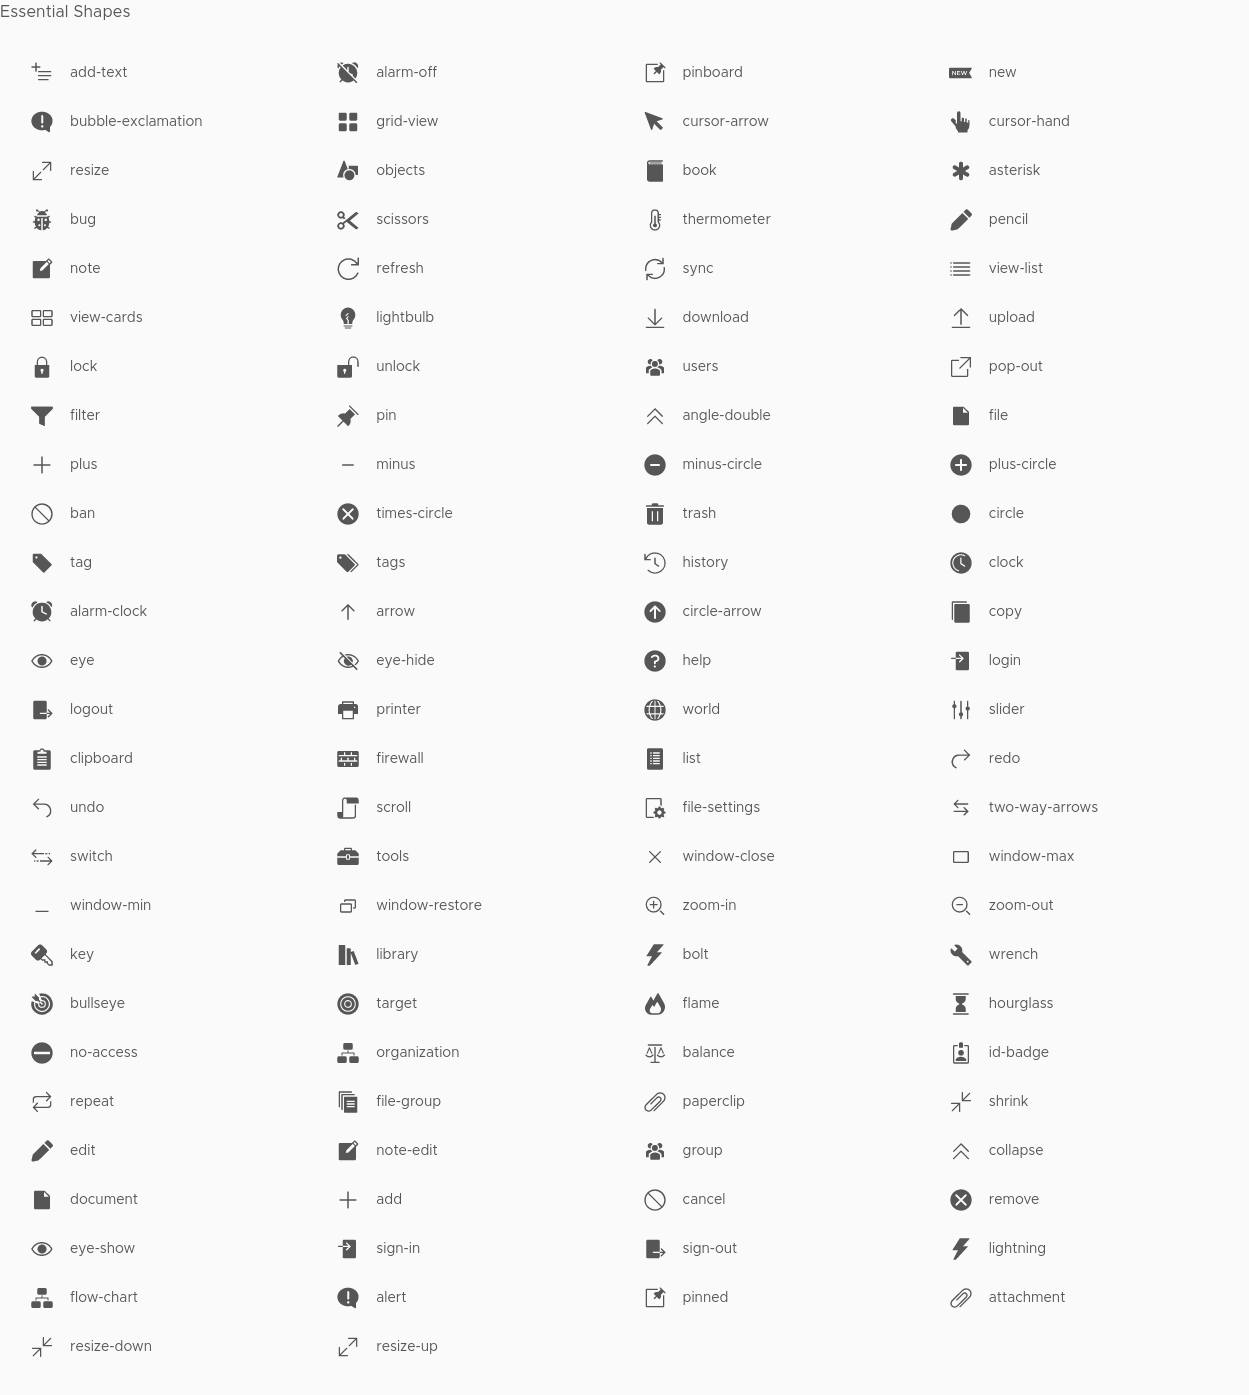 Essential Shapes
add-text
alarm-off
pinboard
NEW
new
bubble-exclamation
grid-view
cursor-arrow
cursor-hand
resize
objects
book
asterisk
bug
scissors
thermometer
pencil
note
refresh
sync
view-list
view-cards
lightbulb
download
upload
lock
unlock
users
pop-out
filter
pin
angle-double
file
plus
minus
minus-circle
plus-circle
ban
times-circle
trash
circle
tag
tags
history
clock
alarm-clock
arrow
circle-arrow
copy
eye
eye-hide
help
login
logout
printer
world
slider
clipboard
firewall
list
redo
undo
scroll
file-settings
two-way-arrows
switch
tools
window-close
window-max
window-min
window-restore
zoom-in
zoom-out
key
library
bolt
wrench
bullseye
target
flame
hourglass
no-access
organization
balance
id-badge
repeat
file-group
paperclip
shrink
edit
note-edit
group
collapse
document
add
cancel
remove
eye-show
sign-in
sign-out
lightning
flow-chart
alert
pinned
attachment
resize-down
resize-up